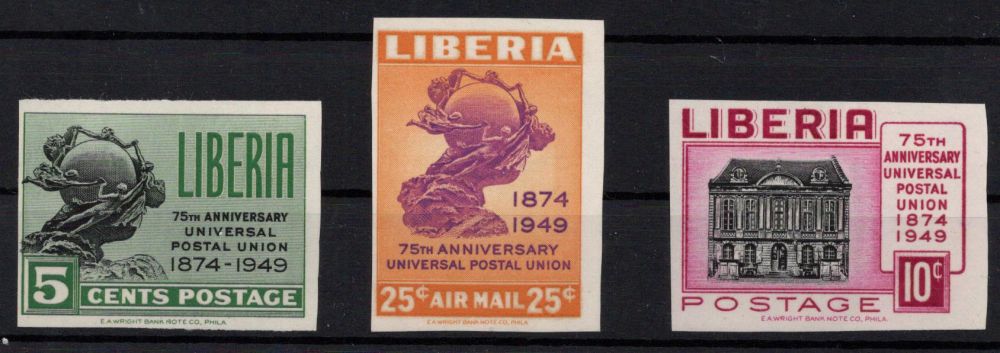 LIBERIA
75TH ANNIVERSARY
UNIVERSAL
POSTAL UNION
1874-1949
5 CENTS POSTAGE
E.A.WRIGHT BANK NOTE CO., PHILA.
LIBERIA
1874
1949
75TH ANNIVERSARY
UNIVERSAL POSTAL UNION
25¢ AIR MAIL 25¢
E.A.WRIGHT BANK NOTE CO., PHILA.
LIBERIA
75TH
ANNIVERSARY
UNIVERSAL
POSTAL
UNION
1874
1949
10¢
POSTAGE
E.A.WRIGHT BANK NOTE CO., PHILA.